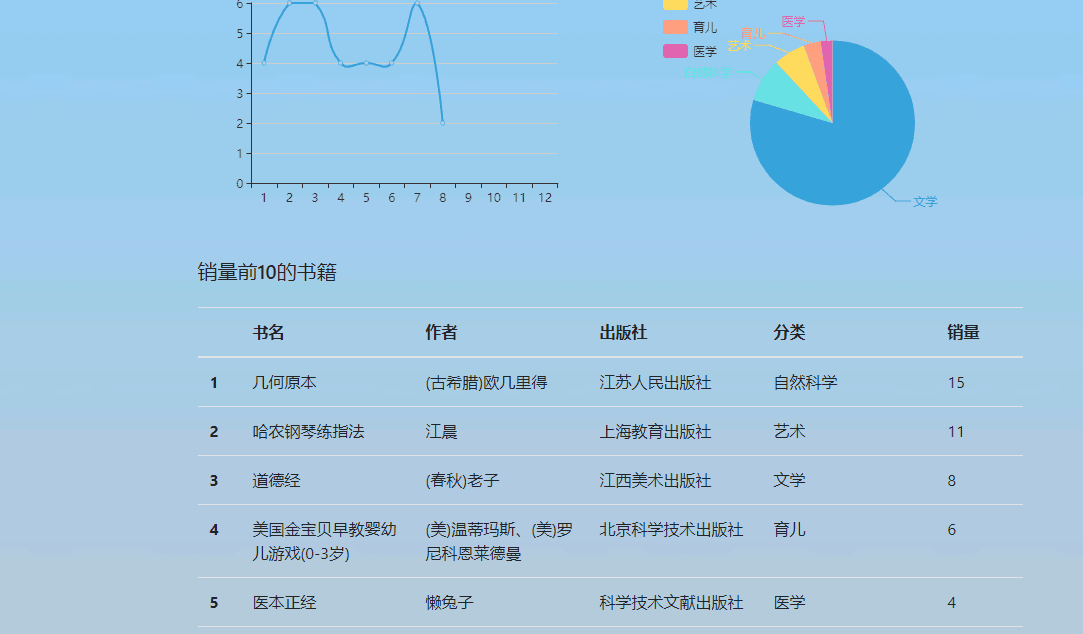 6
5
4
3
2
1
0
1 2 3 4 5 6 7 8 9 10 11 12
艺术
育儿
医学
医学
育儿
艺术
文学
销量前10的书籍
书名 作者 出版社 分类 销量
1 几何原本 (古希腊)欧几里得 江苏人民出版社 自然科学 15
2 哈农钢琴练指法 江晨 上海教育出版社 艺术 11
3 道德经 (春秋)老子 江西美术出版社 文学 8
4 美国金宝贝早教婴幼 (美)温蒂玛斯、(美)罗 北京科学技术出版社 育儿 6
儿游戏(0-3岁) 尼科恩莱德曼
5 医本正经 懒兔子 科学技术文献出版社 医学 4